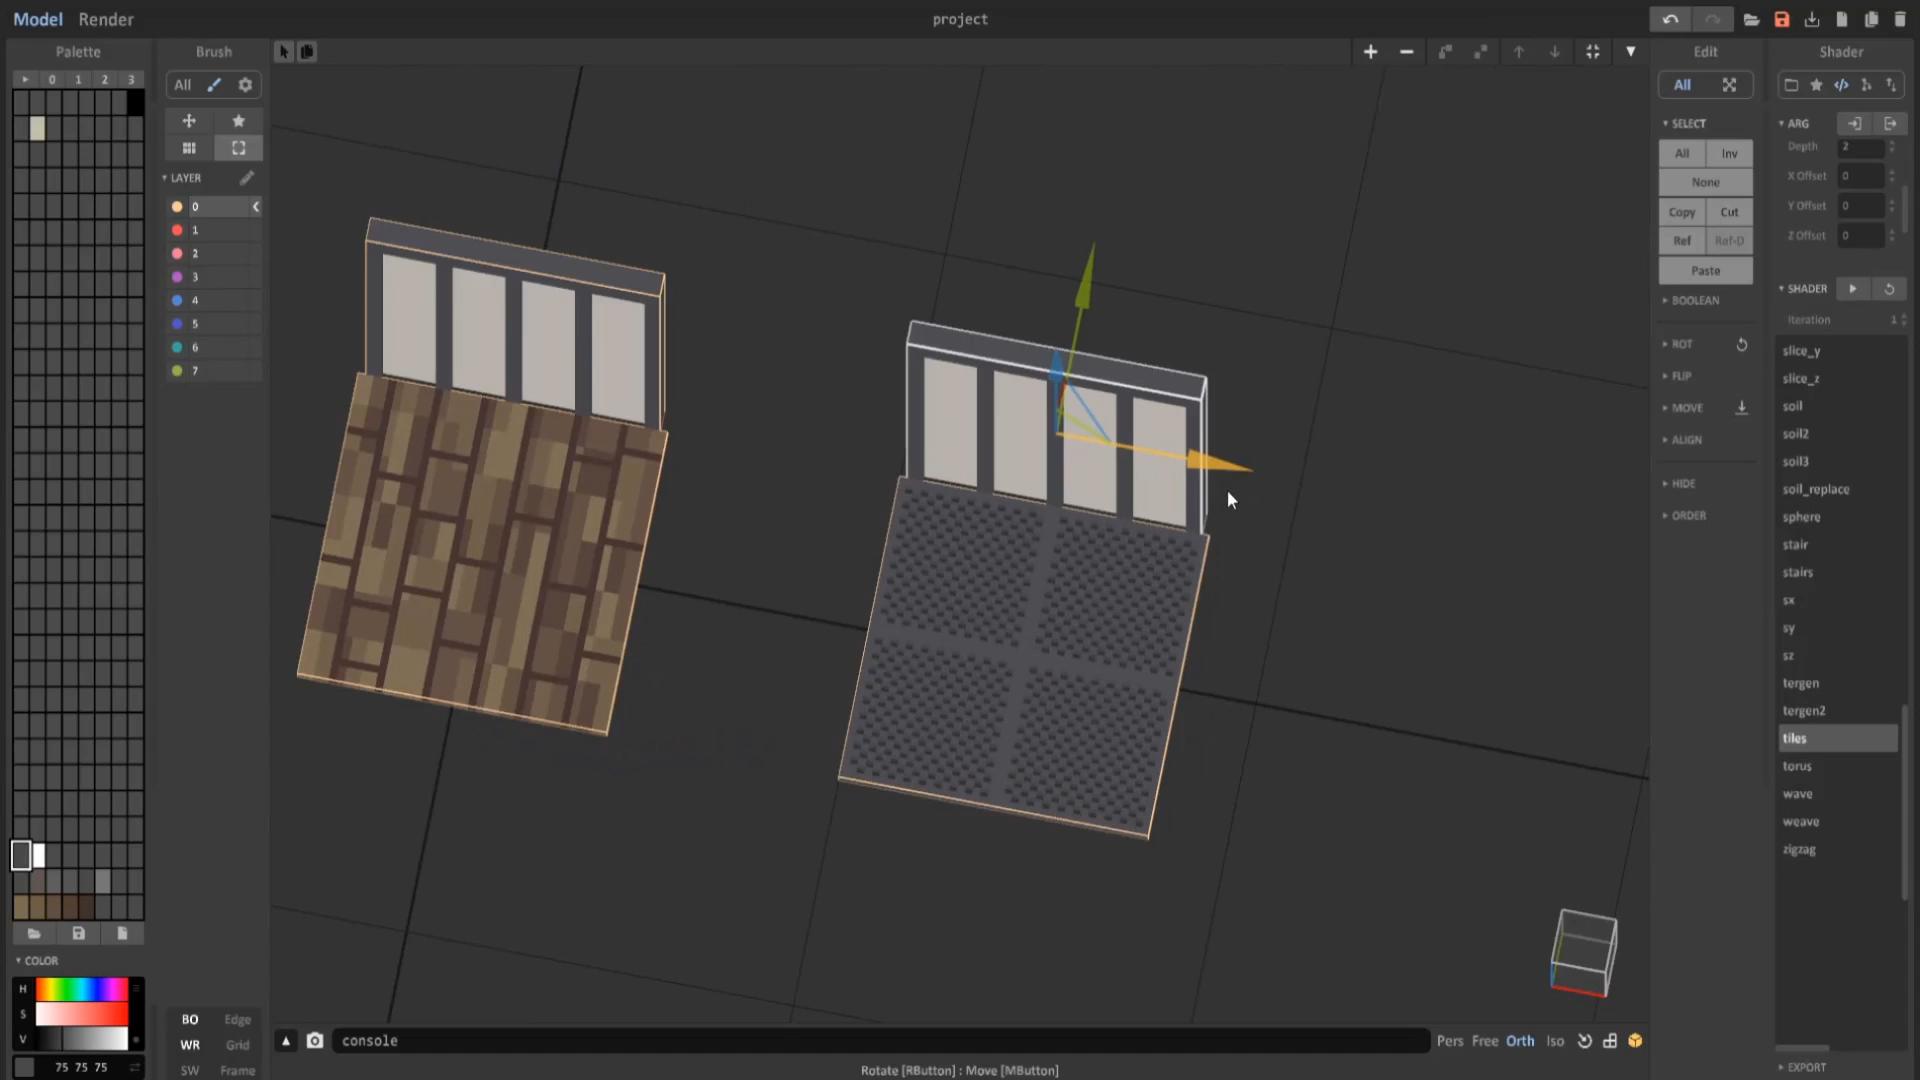 Model Render
project
Palette
Brush
Edit
Shader
0 1 2 3
All
All
SELECT
All Inv
None
Copy Cut
Ref Ref-D
Paste
BOOLEAN
ROT
FLIP
MOVE
ALIGN
HIDE
ORDER
LAYER
0
1
2
3
4
5
6
7
ARG
Depth 2
X Offset 0
Y Offset 0
Z Offset 0
SHADER
Iteration 1
slice_y
slice_z
soil
soil2
soil3
soil_replace
sphere
stair
stairs
sx
sy
sz
tergen
tergen2
tiles
torus
wave
weave
zigzag
EXPORT
COLOR
H
S
V
75 75 75
BO Edge
WR Grid
SW Frame
console
Pers Free Orth Iso
Rotate [RButton] : Move [MButton]